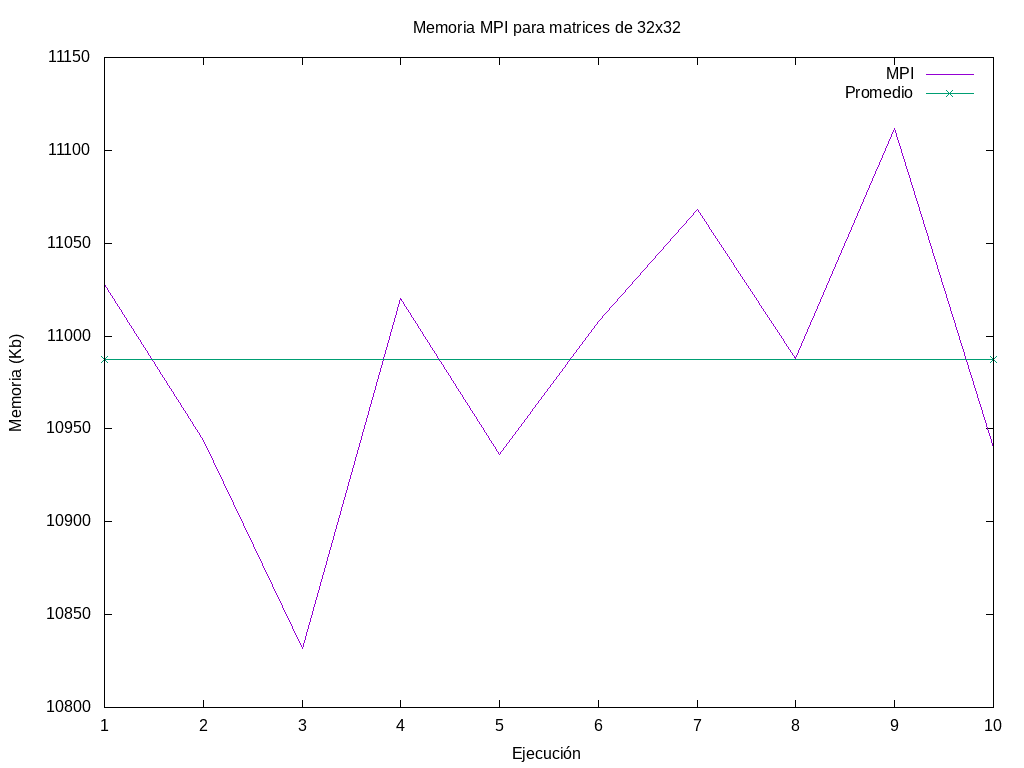 Memoria MPI para matrices de 32x32
MPI
Promedio
11150
11100
11050
11000
10950
10900
10850
10800
Memoria (Kb)
1 2 3 4 5 6 7 8 9 10
Ejecución